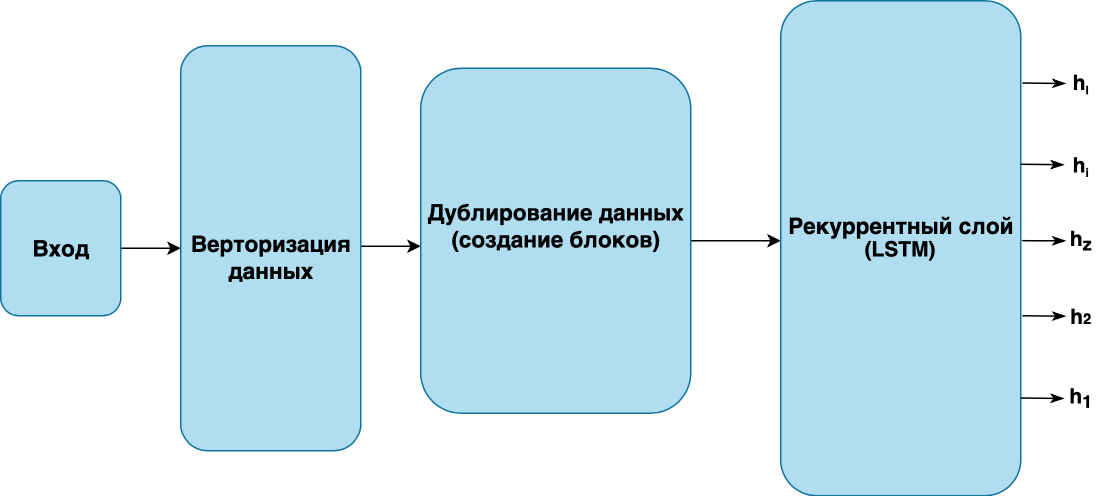 Вход
Верторизация
данных
Дублирование данных
(создание блоков)
Рекуррентный слой
(LSTM)
hl
hi
hz
h2
h1